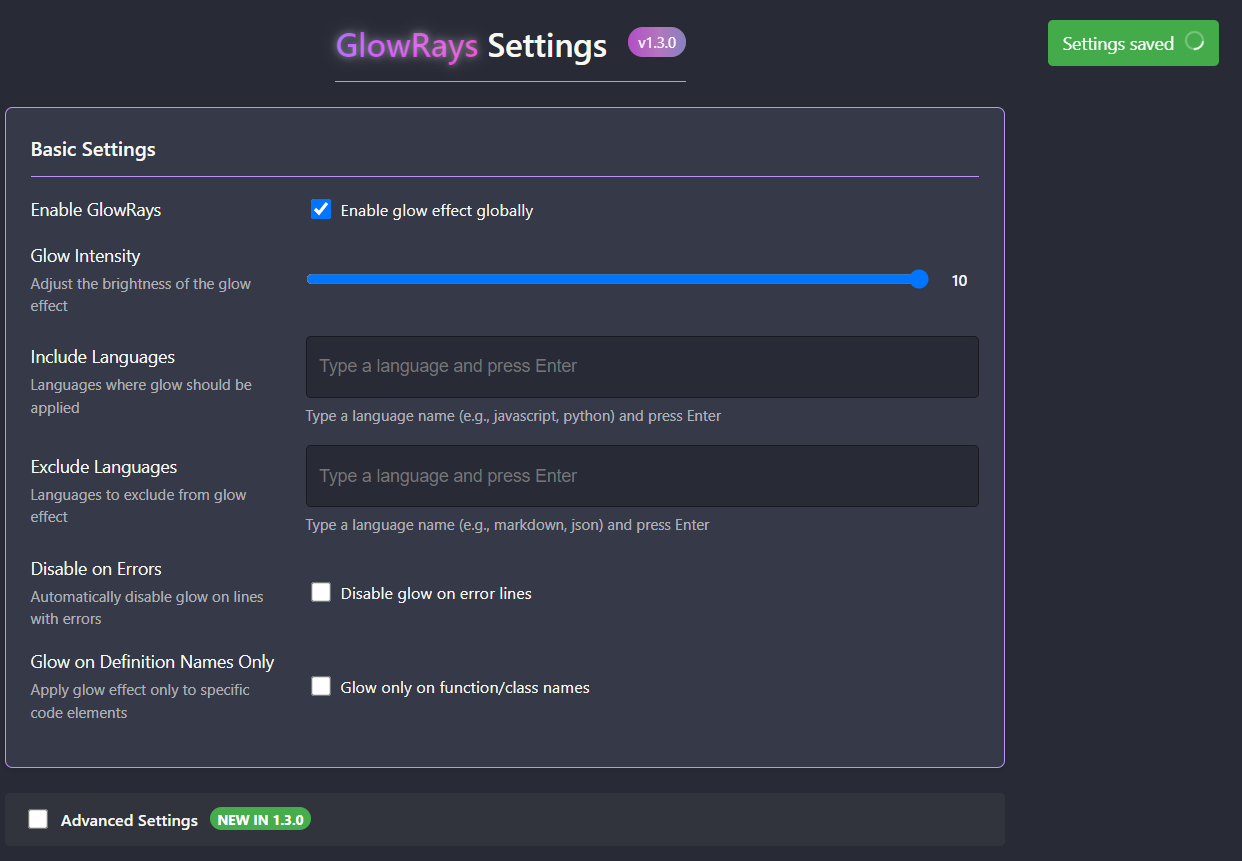 GlowRays Settings v1.3.0
Settings saved
Basic Settings
Enable GlowRays
Enable glow effect globally
Glow Intensity
Adjust the brightness of the glow
effect
10
Include Languages
Languages where glow should be
applied
Type a language and press Enter
Type a language name (e.g., javascript, python) and press Enter
Exclude Languages
Languages to exclude from glow
effect
Type a language and press Enter
Type a language name (e.g., markdown, json) and press Enter
Disable on Errors
Automatically disable glow on lines
with errors
Disable glow on error lines
Glow on Definition Names Only
Apply glow effect only to specific
code elements
Glow only on function/class names
Advanced Settings NEW IN 1.3.0